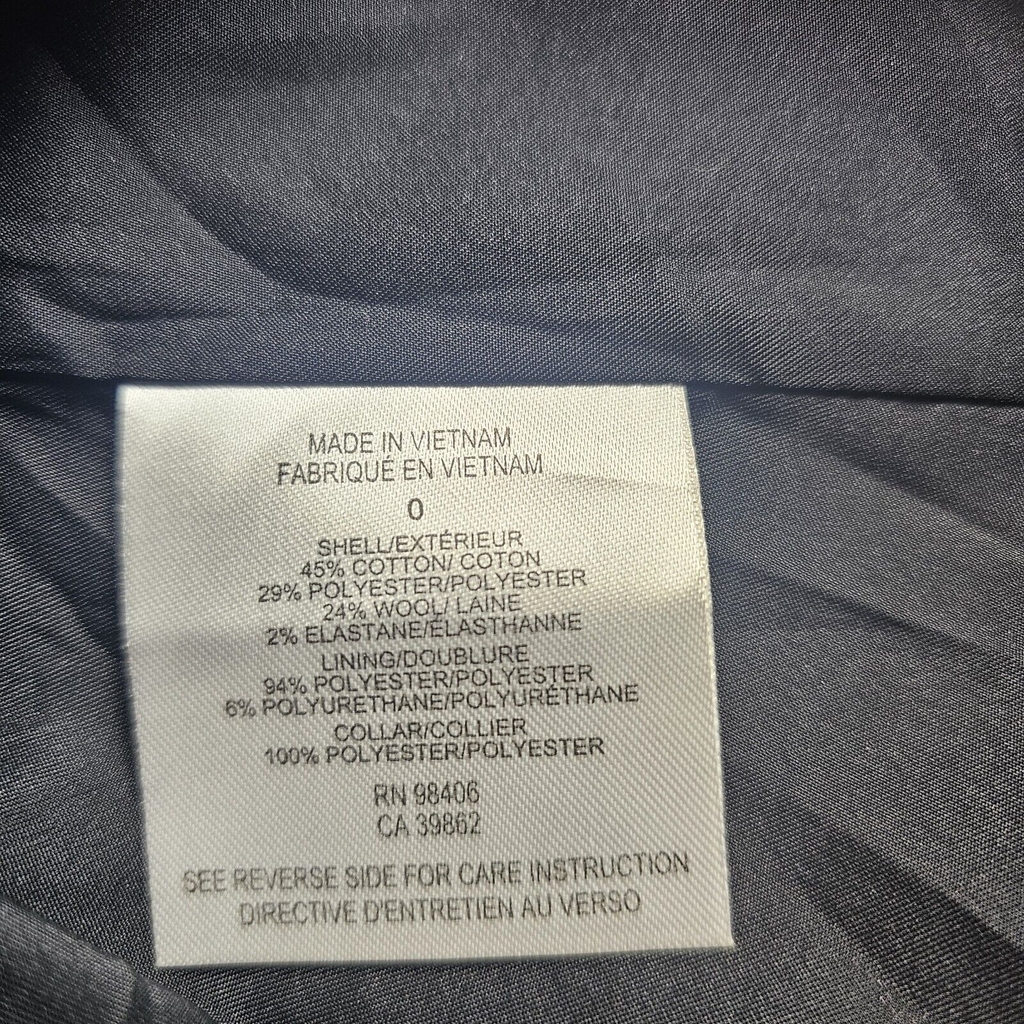 MADE IN VIETNAM
FABRIQUÉ EN VIETNAM
0
SHELL/EXTÉRIEUR
45% COTTON/ COTON
29% POLYESTER/POLYESTER
24% WOOL/ LAINE
2% ELASTANE/ÉLASTHANNE
LINING/DOUBLURE
94% POLYESTER/POLYESTER
6% POLYURETHANE/POLYURÉTHANE
COLLAR/COLLIER
100% POLYESTER/POLYESTER
RN 98406
CA 39862
SEE REVERSE SIDE FOR CARE INSTRUCTION
DIRECTIVE D'ENTRETIEN AU VERSO